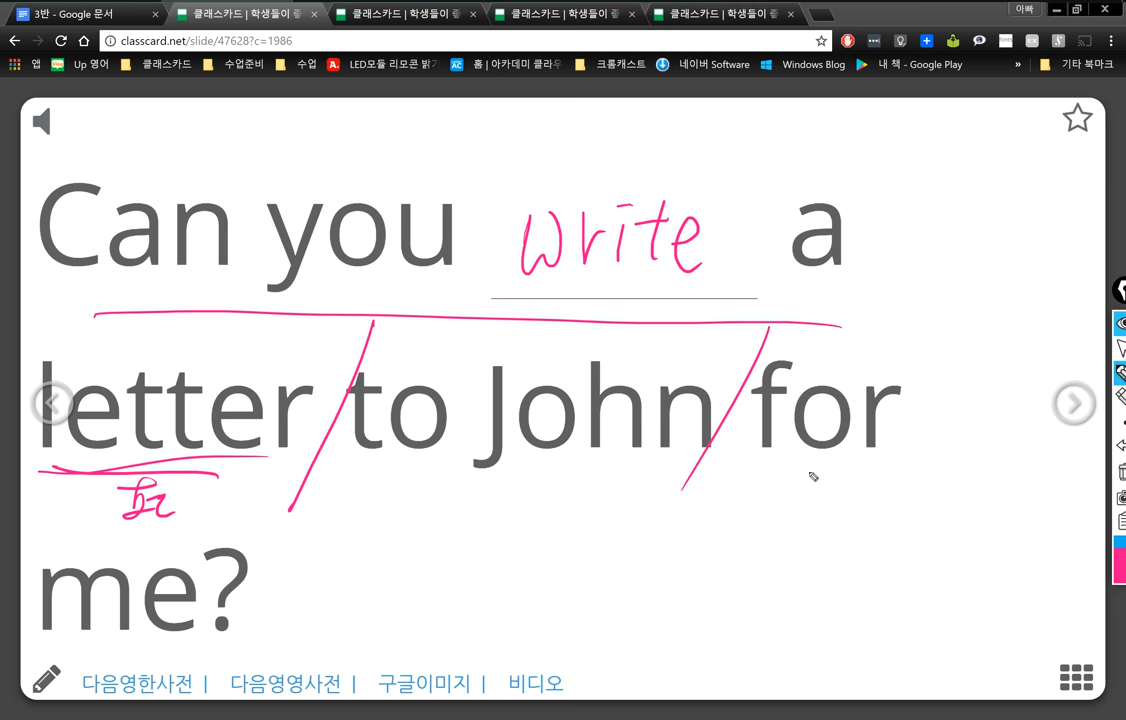 3반 - Google 문서
클래스카드 | 학생들이 좋
클래스카드 | 학생들이 좋
클래스카드 | 학생들이 좋
클래스카드 | 학생들이 좋
아빠
classcard.net/slide/47628?c=1986
앱 Up 영어 클래스카드 수업준비 수업 LED모듈 리모콘 밝기 홈 | 아카데미 클라우 크롬캐스트 네이버 Software Windows Blog 내 책 - Google Play » 기타 북마크
Can you write a
letter to John for
me?
다음영한사전 | 다음영영사전 | 구글이미지 | 비디오